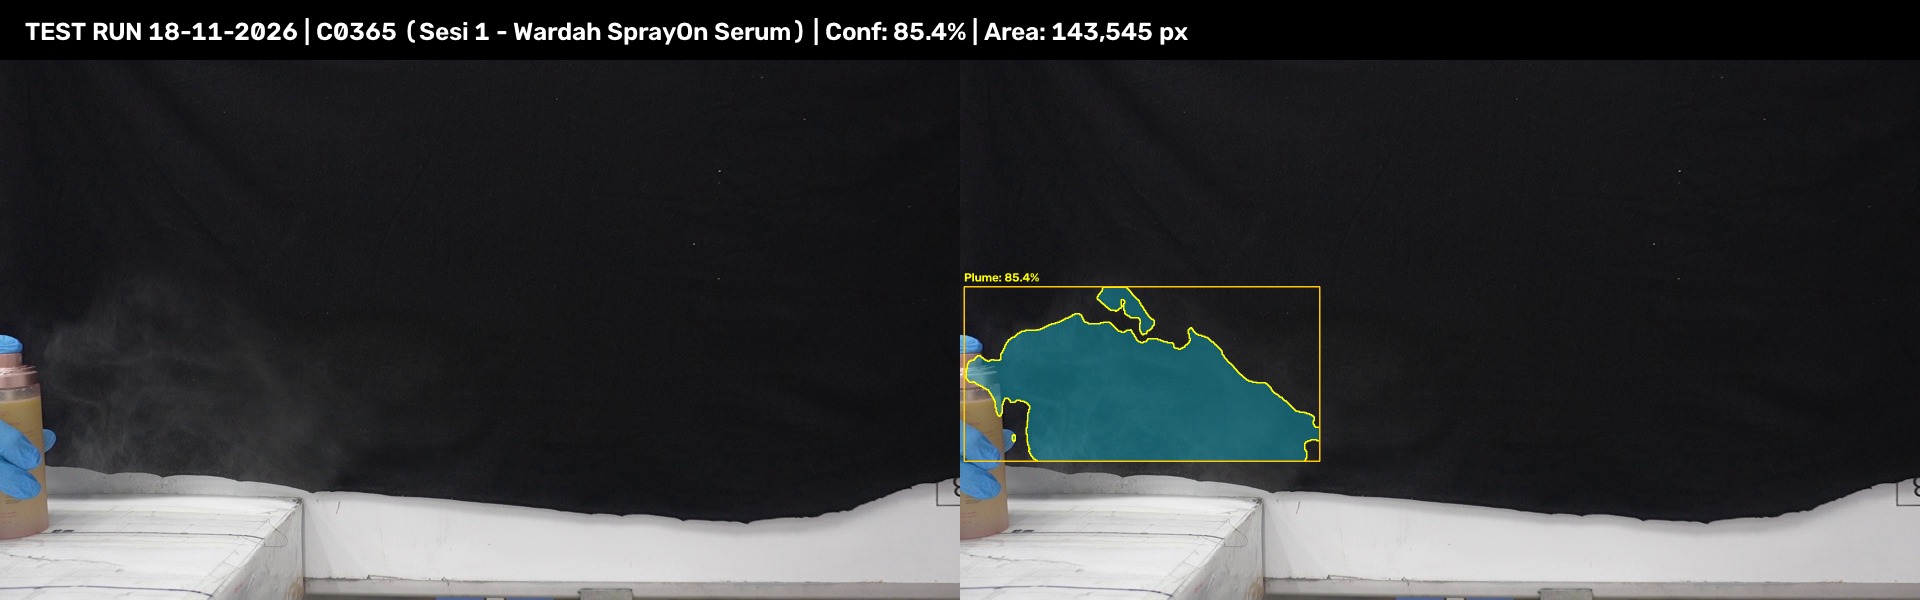 TEST RUN 18-11-2026 | C0365 (Sesi 1 - Wardah SprayOn Serum) | Conf: 85.4% | Area: 143,545 px
Plume: 85.4%